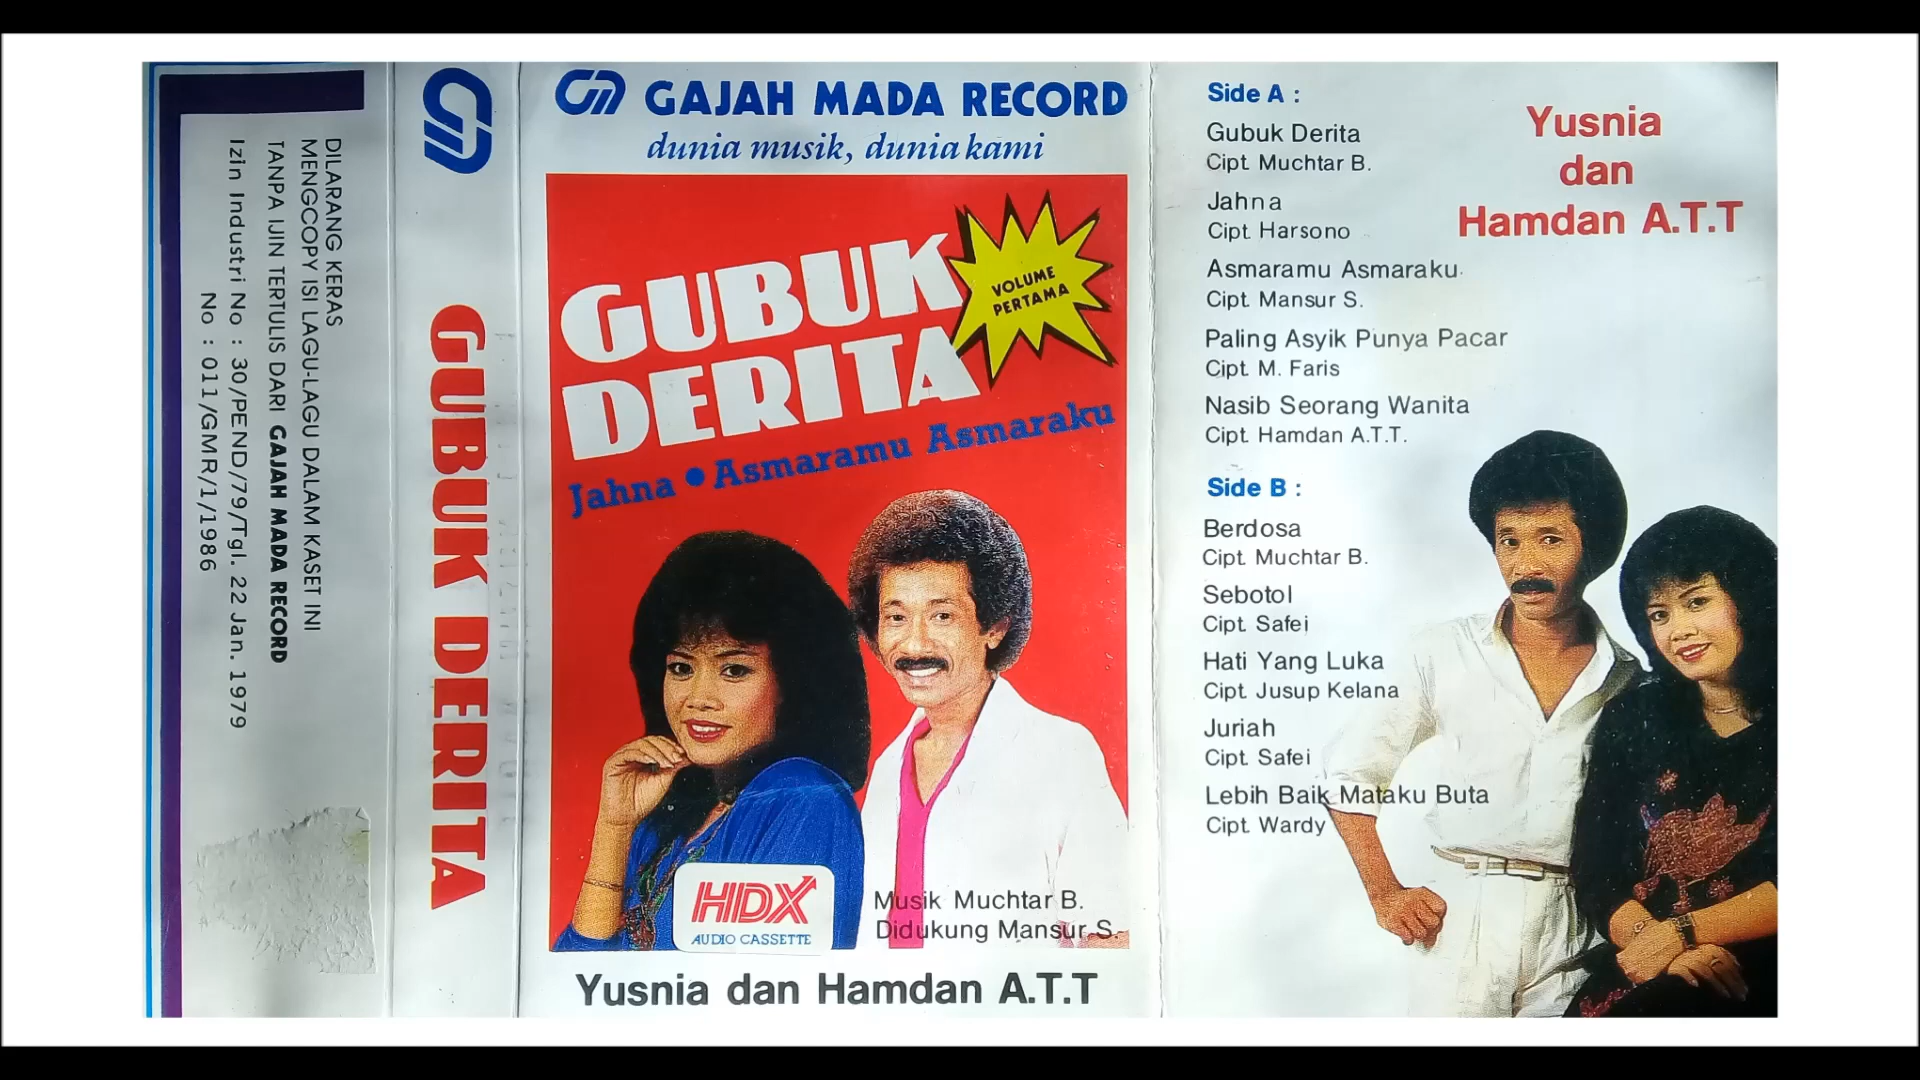 DILARANG KERAS
MENGCOPY ISI LAGU-LAGU DALAM KASET INI
TANPA IJIN TERTULIS DARI GAJAH MADA RECORD
Izin Industri No : 30/PEND/79/Tgl. 22 Jan. 1979
No : 011/GMR/1/1986
GUBUK DERITA
GAJAH MADA RECORD
dunia musik, dunia kami
GUBUK
DERITA
VOLUME
PERTAMA
Jahna • Asmaramu Asmaraku
HDX
AUDIO CASSETTE
Musik Muchtar B.
Didukung Mansur S.
Yusnia dan Hamdan A.T.T
Side A :
Gubuk Derita
Cipt. Muchtar B.
Jahna
Cipt. Harsono
Asmaramu Asmaraku
Cipt. Mansur S.
Paling Asyik Punya Pacar
Cipt. M. Faris
Nasib Seorang Wanita
Cipt. Hamdan A.T.T.
Side B :
Berdosa
Cipt. Muchtar B.
Sebotol
Cipt. Safei
Hati Yang Luka
Cipt. Jusup Kelana
Juriah
Cipt. Safei
Lebih Baik Mataku Buta
Cipt. Wardy
Yusnia
dan
Hamdan A.T.T